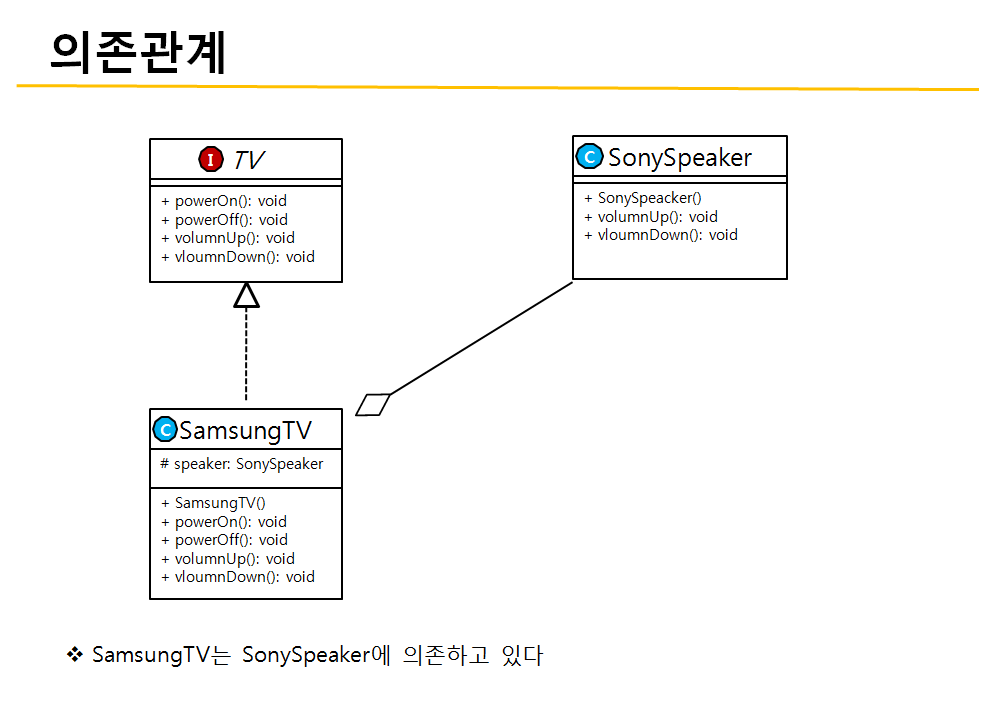 의존관계
I TV
+ powerOn(): void
+ powerOff(): void
+ volumnUp(): void
+ vloumnDown(): void
C SonySpeaker
+ SonySpeacker()
+ volumnUp(): void
+ vloumnDown(): void
C SamsungTV
# speaker: SonySpeaker
+ SamsungTV()
+ powerOn(): void
+ powerOff(): void
+ volumnUp(): void
+ vloumnDown(): void
❖ SamsungTV는 SonySpeaker에 의존하고 있다